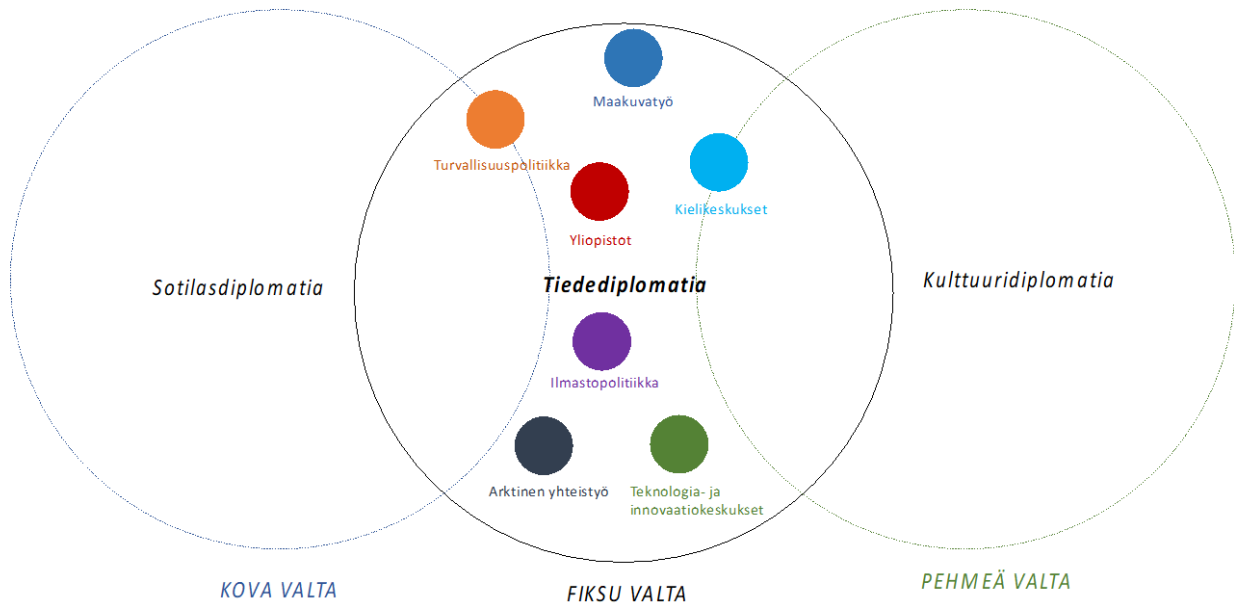 Maakuvatyö
Turvallisuuspolitiikka
Kielikeskukset
Yliopistot
Sotilasdiplomatia
Tiedediplomatia
Kulttuuridiplomatia
Ilmastopolitiikka
Arktinen yhteistyö
Teknologia- ja
innovaatiokeskukset
KOVA VALTA
FIKSU VALTA
PEHMEÄ VALTA